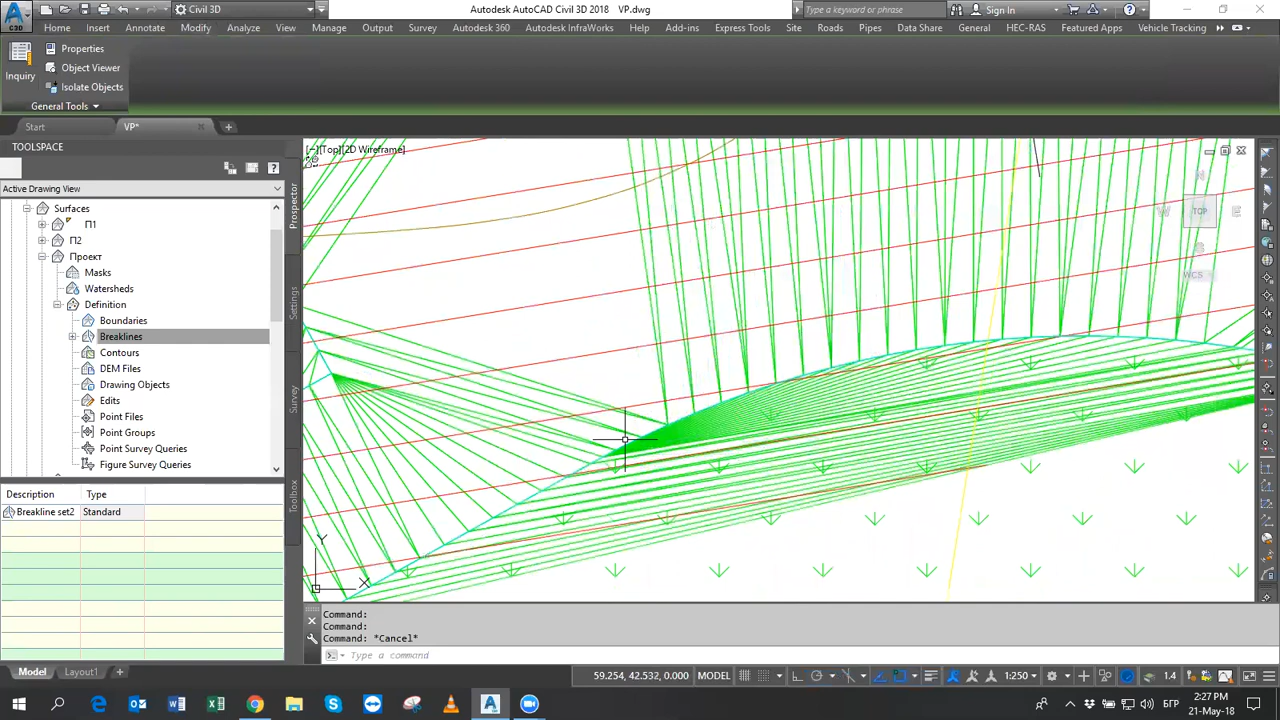 C3D
Civil 3D
Autodesk AutoCAD Civil 3D 2018 VP.dwg
Type a keyword or phrase
Sign In
Home Insert Annotate Modify Analyze View Manage Output Survey Autodesk 360 Autodesk InfraWorks Help Add-ins Express Tools Site Roads Pipes Data Share General HEC-RAS Featured Apps Vehicle Tracking
Inquiry
Properties
Object Viewer
Isolate Objects
General Tools
Start
VP*
TOOLSPACE
Active Drawing View
Surfaces
П1
П2
Проект
Masks
Watersheds
Definition
Boundaries
Breaklines
Contours
DEM Files
Drawing Objects
Edits
Point Files
Point Groups
Point Survey Queries
Figure Survey Queries
Prospector
Settings
Survey
Toolbox
Description Type
Breakline set2 Standard
[−][Top][2D Wireframe]
N
W TOP E
S
WCS
Y
X
Command:
Command:
Command: *Cancel*
Type a command
Model Layout1
59.254, 42.532, 0.000 MODEL
1:250
1.4
БГР
2:27 PM
21-May-18